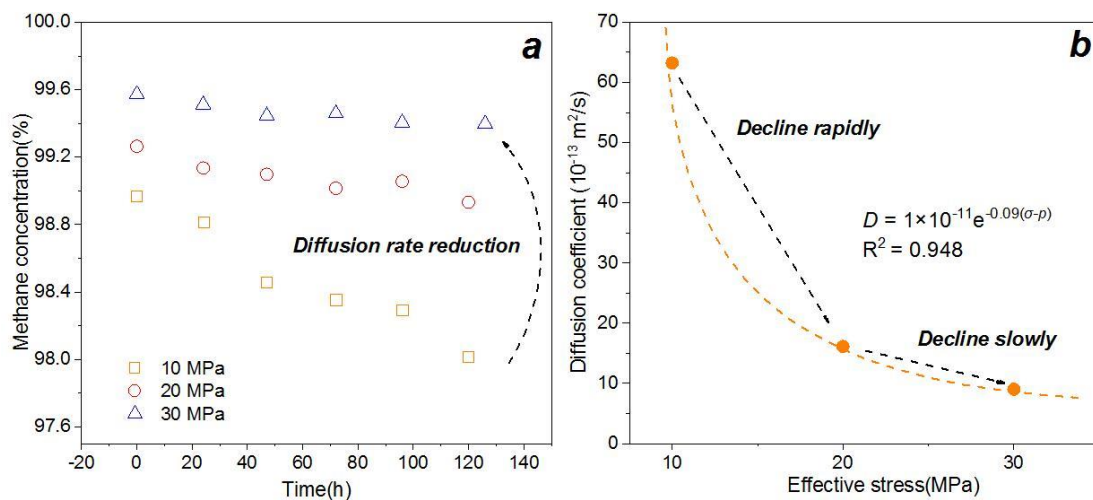 a
Methane concentration(%)
100.0
99.6
99.2
98.8
98.4
98.0
97.6
Diffusion rate reduction
10 MPa
20 MPa
30 MPa
-20 0 20 40 60 80 100 120 140
Time(h)
b
Diffusion coefficient (10⁻¹³ m²/s)
70
60
50
40
30
20
10
0
Decline rapidly
D = 1×10⁻¹¹e⁻⁰·⁰⁹⁽σ⁻ᵖ⁾
R² = 0.948
Decline slowly
10 20 30
Effective stress(MPa)